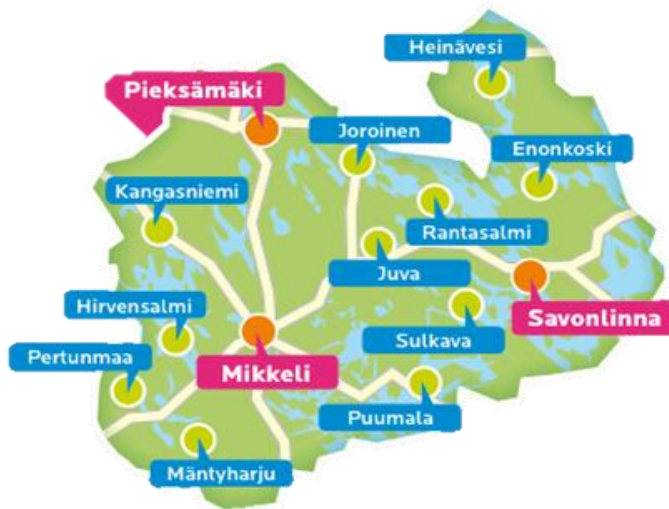 Heinävesi
Pieksämäki
Joroinen
Enonkoski
Kangasniemi
Rantasalmi
Juva
Hirvensalmi
Savonlinna
Sulkava
Pertunmaa
Mikkeli
Puumala
Mäntyharju